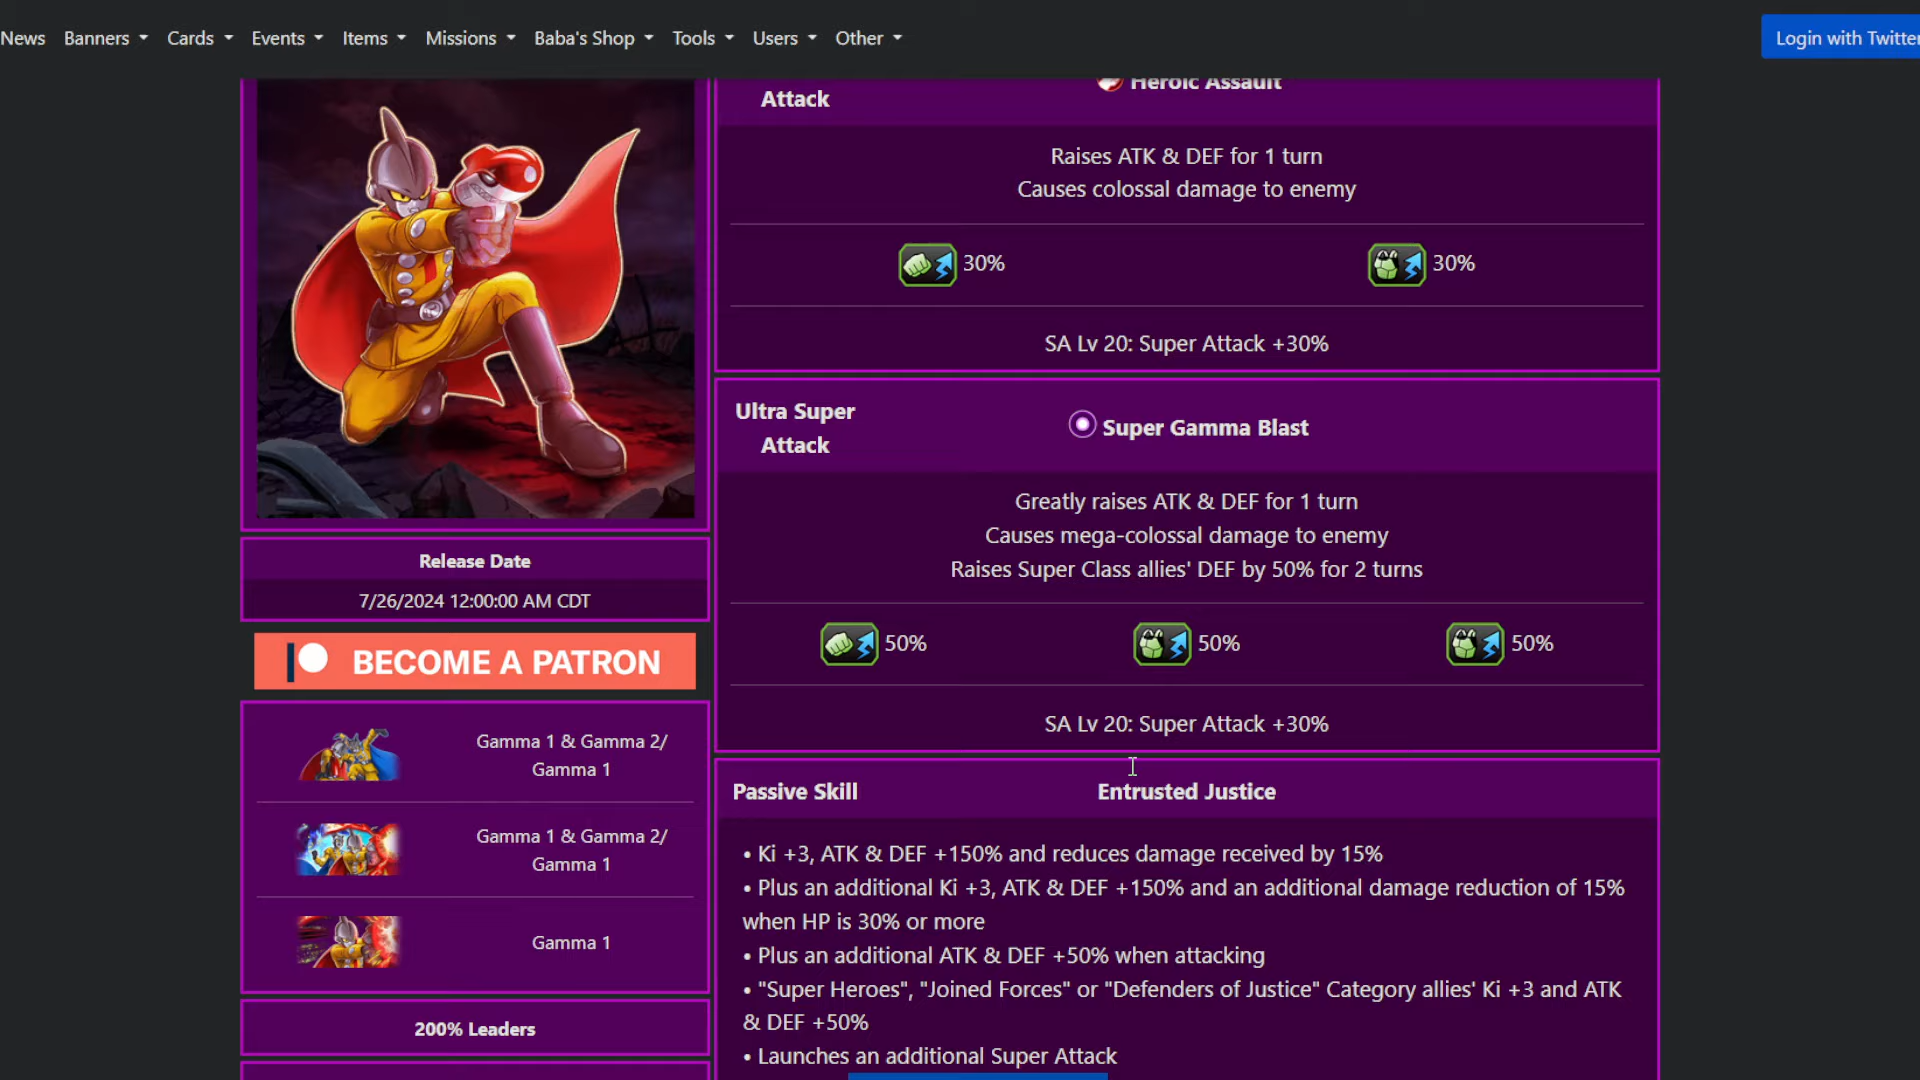 News Banners Cards Events Items Missions Baba's Shop Tools Users Other Login with Twitter
Attack
Heroic Assault
Raises ATK & DEF for 1 turn
Causes colossal damage to enemy
30% 30%
SA Lv 20: Super Attack +30%
Ultra Super
Attack
Super Gamma Blast
Greatly raises ATK & DEF for 1 turn
Causes mega-colossal damage to enemy
Raises Super Class allies' DEF by 50% for 2 turns
50% 50% 50%
SA Lv 20: Super Attack +30%
Passive Skill Entrusted Justice
• Ki +3, ATK & DEF +150% and reduces damage received by 15%
• Plus an additional Ki +3, ATK & DEF +150% and an additional damage reduction of 15%
when HP is 30% or more
• Plus an additional ATK & DEF +50% when attacking
• "Super Heroes", "Joined Forces" or "Defenders of Justice" Category allies' Ki +3 and ATK
& DEF +50%
• Launches an additional Super Attack
Release Date
7/26/2024 12:00:00 AM CDT
BECOME A PATRON
Gamma 1 & Gamma 2/
Gamma 1
Gamma 1 & Gamma 2/
Gamma 1
Gamma 1
200% Leaders